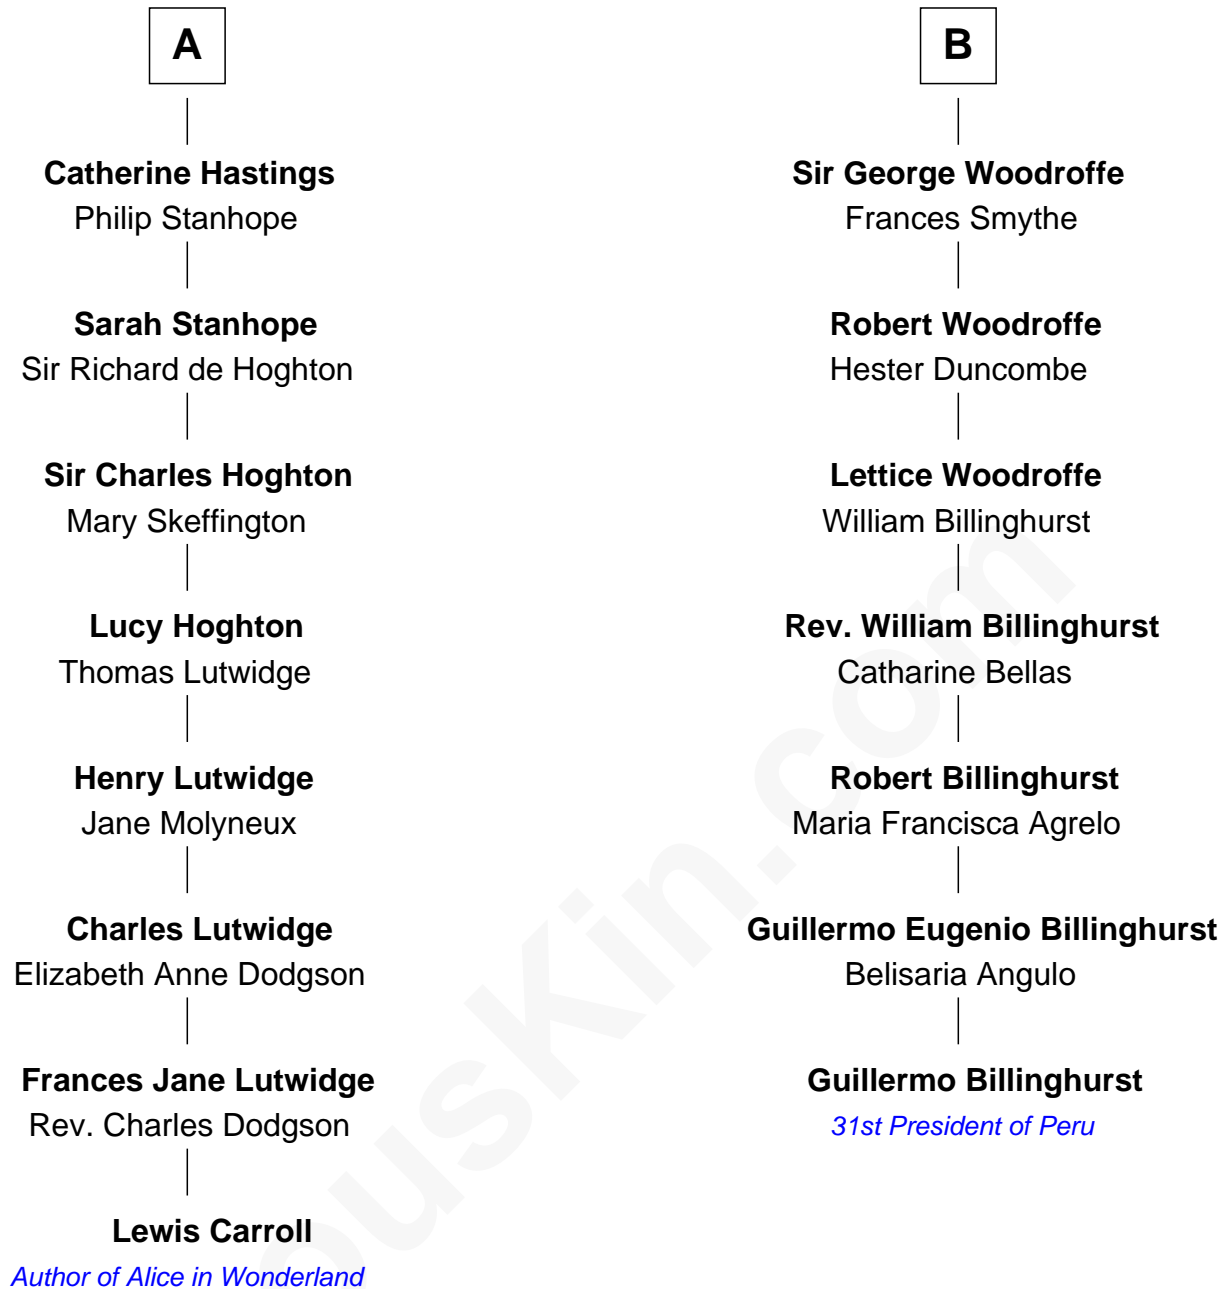 A
Catherine Hastings
Philip Stanhope
Sarah Stanhope
Sir Richard de Hoghton
Sir Charles Hoghton
Mary Skeffington
Lucy Hoghton
Thomas Lutwidge
Henry Lutwidge
Jane Molyneux
Charles Lutwidge
Elizabeth Anne Dodgson
Frances Jane Lutwidge
Rev. Charles Dodgson
Lewis Carroll
Author of Alice in Wonderland
B
Sir George Woodroffe
Frances Smythe
Robert Woodroffe
Hester Duncombe
Lettice Woodroffe
William Billinghurst
Rev. William Billinghurst
Catharine Bellas
Robert Billinghurst
Maria Francisca Agrelo
Guillermo Eugenio Billinghurst
Belisaria Angulo
Guillermo Billinghurst
31st President of Peru
ousKin.com